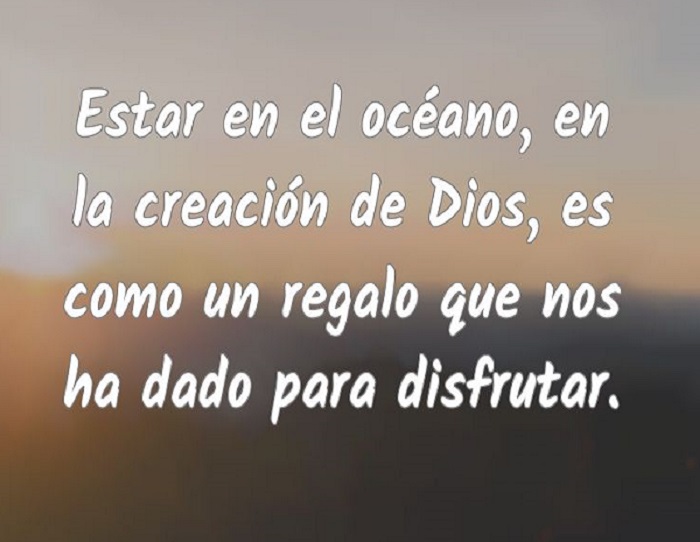 Estar en el océano, en
la creación de Dios, es
como un regalo que nos
ha dado para disfrutar.